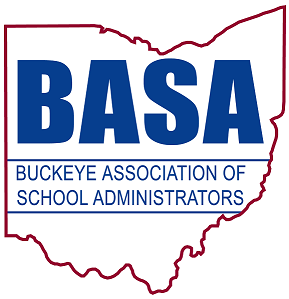 BASA
BUCKEYE ASSOCIATION OF
SCHOOL ADMINISTRATORS